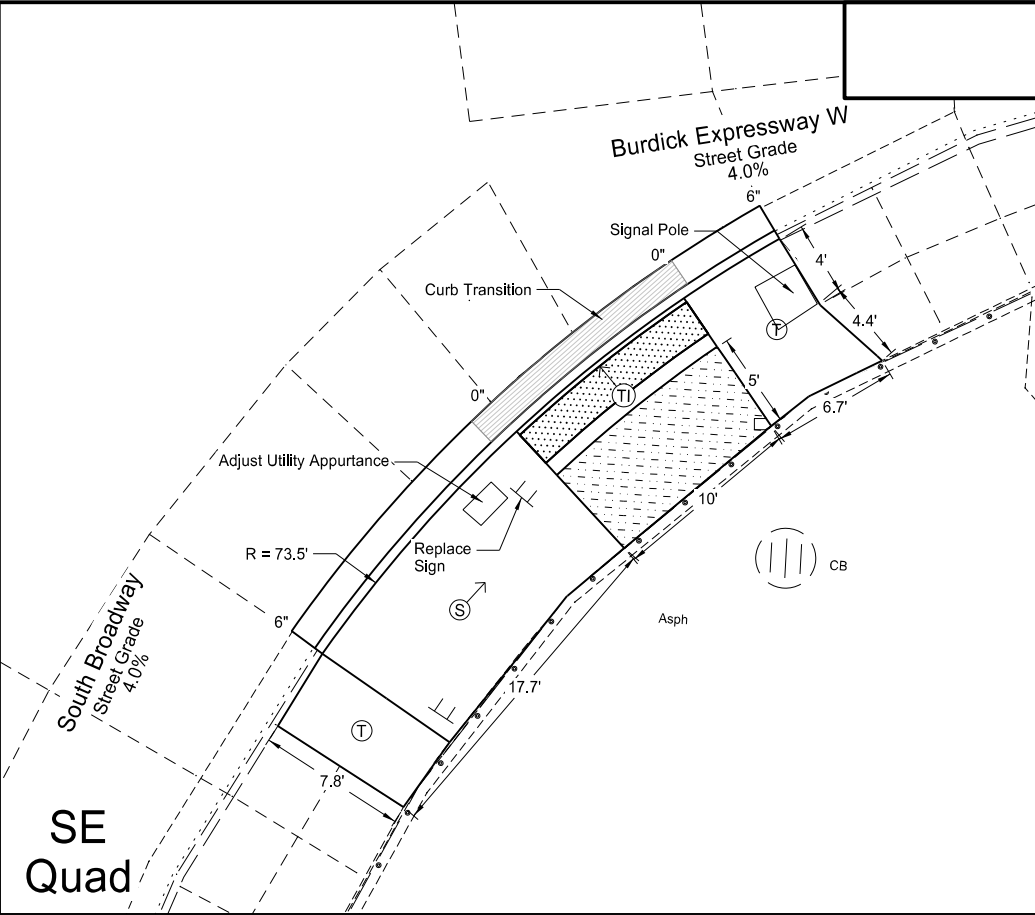 Burdick Expressway W
Street Grade
4.0%
6"
Signal Pole
0"
4'
Curb Transition
T
4.4'
5'
TI
0"
6.7'
Adjust Utility Appurtance
10'
R = 73.5'
Replace
Sign
CB
S
Asph
6"
South Broadway
Street Grade
4.0%
17.7'
T
7.8'
SE
Quad